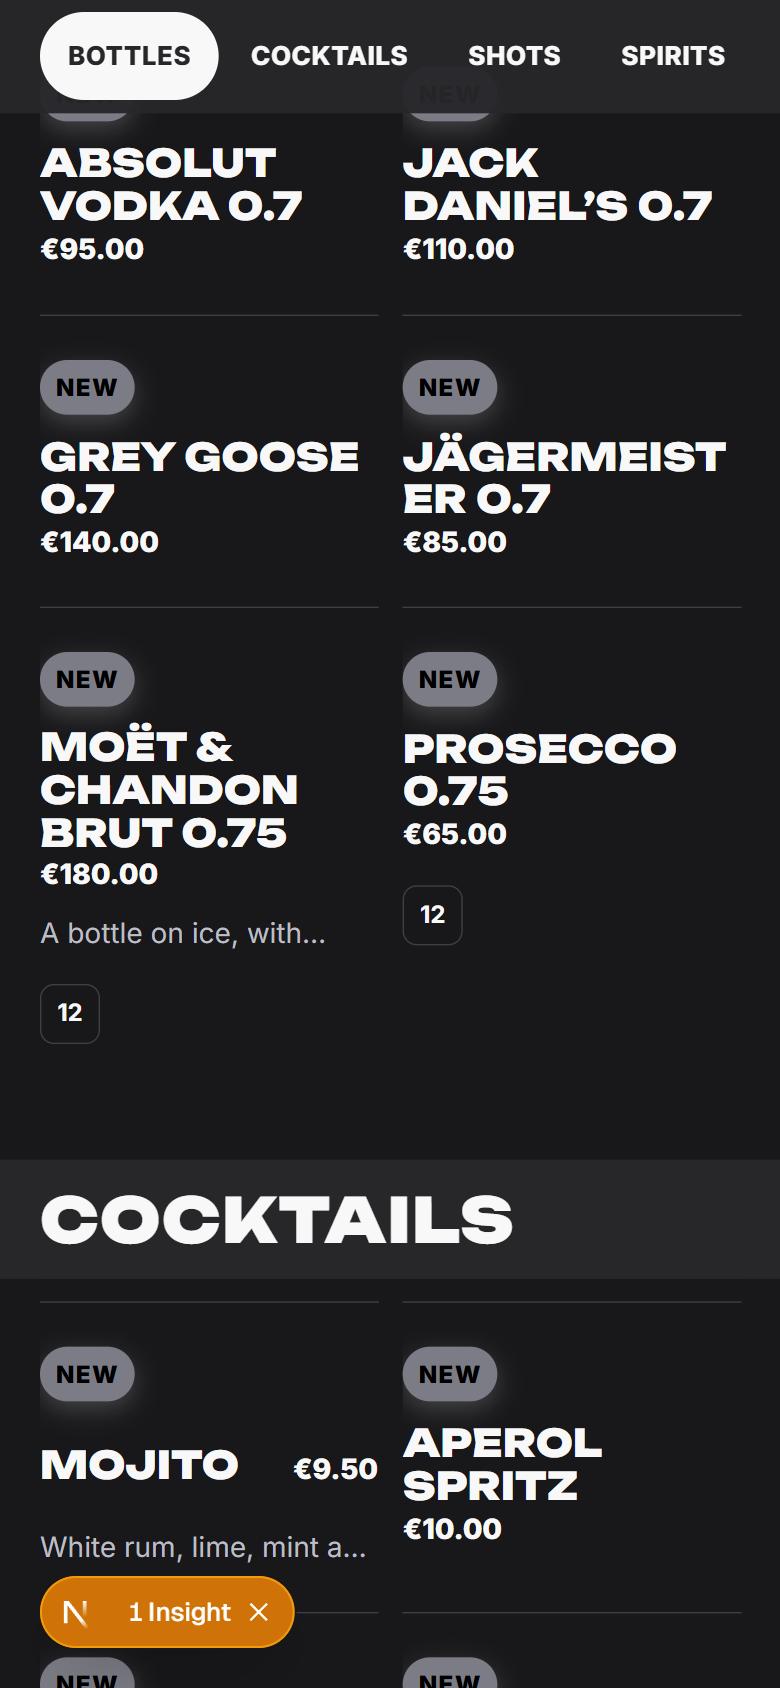 BOTTLES COCKTAILS SHOTS SPIRITS
NEW
ABSOLUT
VODKA 0.7
€95.00
JACK
DANIEL’S 0.7
€110.00
NEW
GREY GOOSE
0.7
€140.00
NEW
JÄGERMEIST
ER 0.7
€85.00
NEW
MOËT &
CHANDON
BRUT 0.75
€180.00
A bottle on ice, with...
12
NEW
PROSECCO
0.75
€65.00
12
COCKTAILS
NEW
MOJITO €9.50
White rum, lime, mint a...
NEW
APEROL
SPRITZ
€10.00
N 1 Insight
NEW
NEW